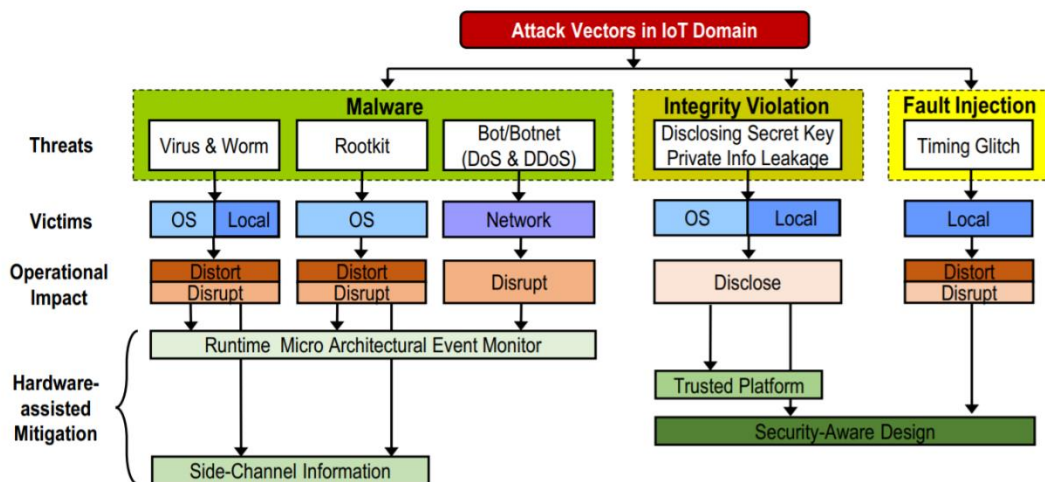 Attack Vectors in IoT Domain
Malware
Integrity Violation
Fault Injection
Threats
Virus & Worm
Rootkit
Bot/Botnet
(DoS & DDoS)
Disclosing Secret Key
Private Info Leakage
Timing Glitch
Victims
OS
Local
OS
Network
OS
Local
Local
Operational
Impact
Distort
Disrupt
Distort
Disrupt
Disrupt
Disclose
Distort
Disrupt
Hardware-
assisted
Mitigation
Runtime Micro Architectural Event Monitor
Trusted Platform
Security-Aware Design
Side-Channel Information